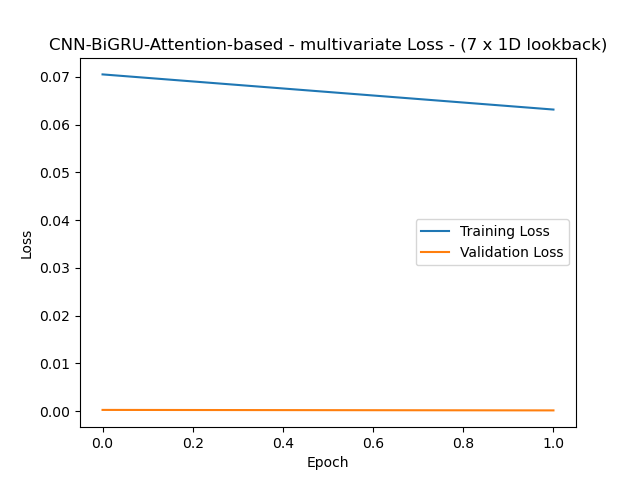 CNN-BiGRU-Attention-based - multivariate Loss - (7 x 1D lookback)
0.07
0.06
0.05
0.04
0.03
0.02
0.01
0.00
Loss
Training Loss
Validation Loss
0.0 0.2 0.4 0.6 0.8 1.0
Epoch